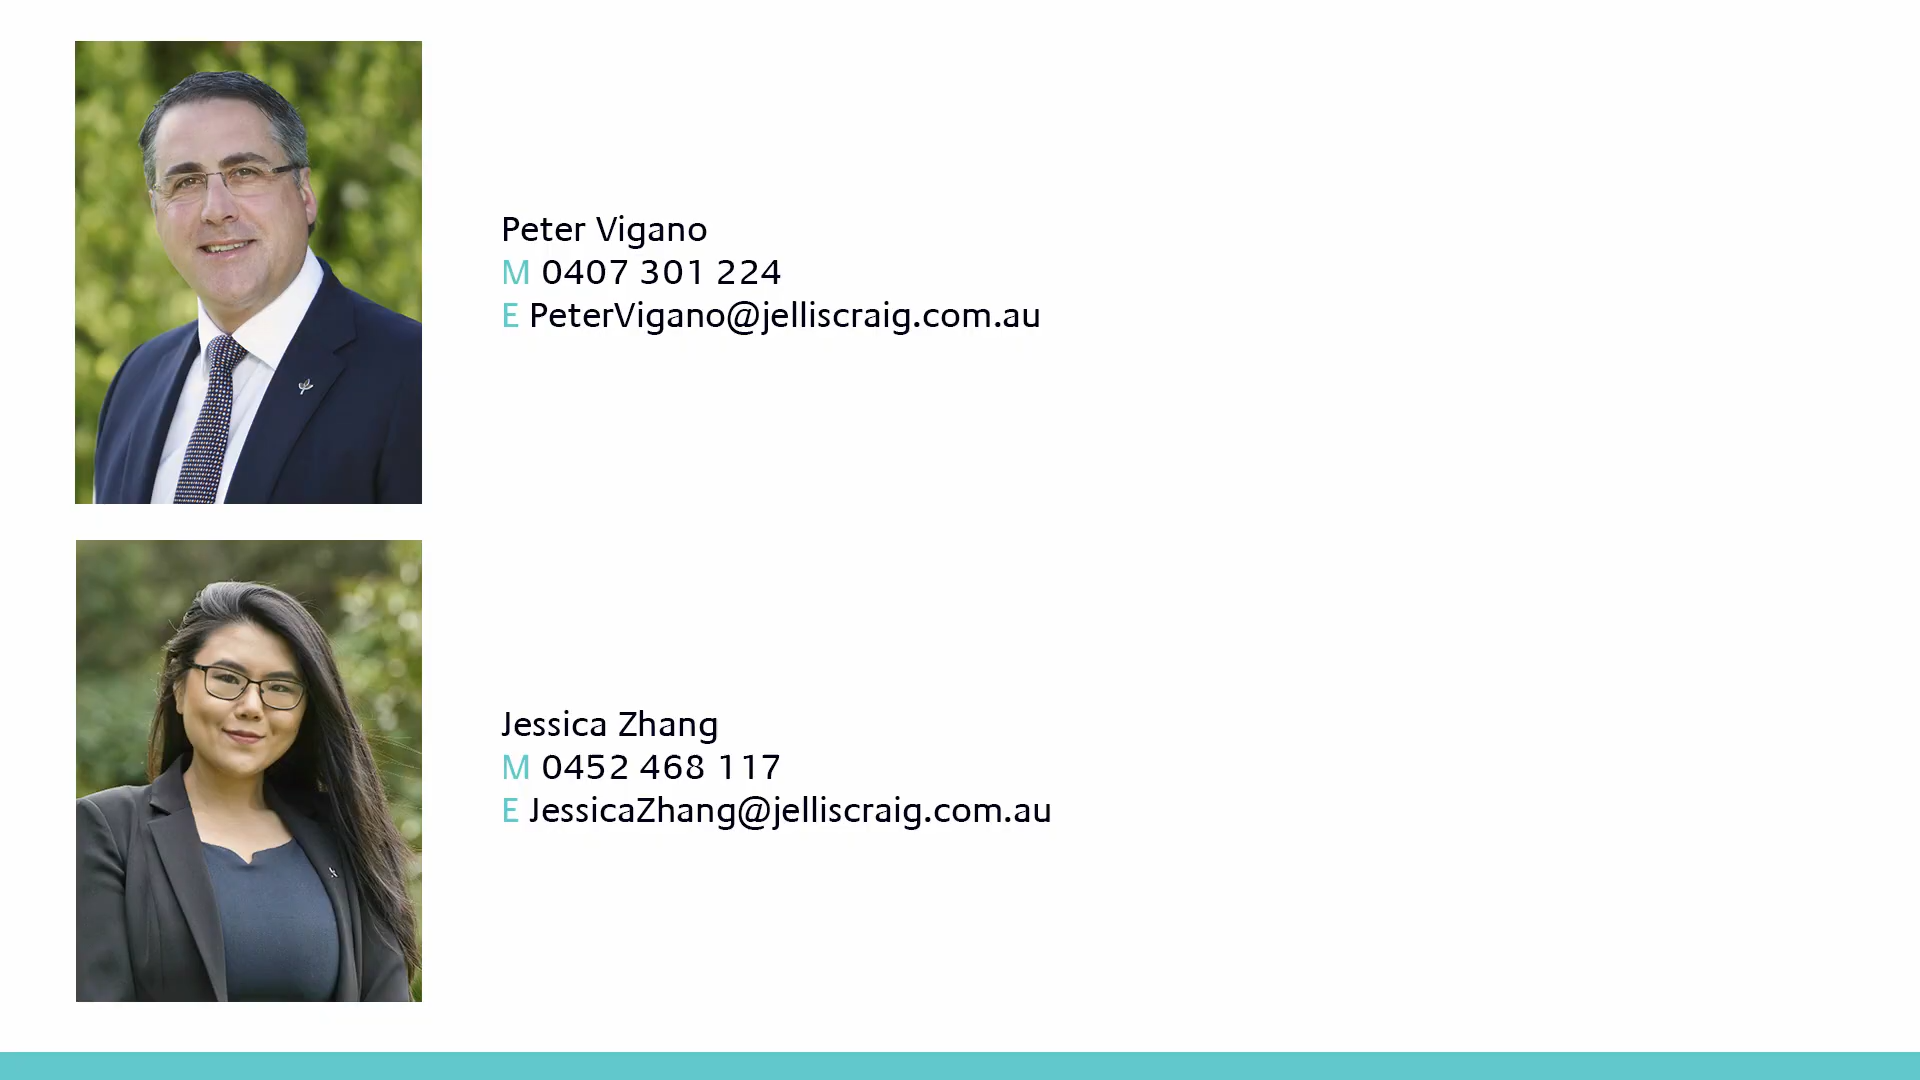 Peter Vigano
M 0407 301 224
E PeterVigano@jelliscraig.com.au
Jessica Zhang
M 0452 468 117
E JessicaZhang@jelliscraig.com.au